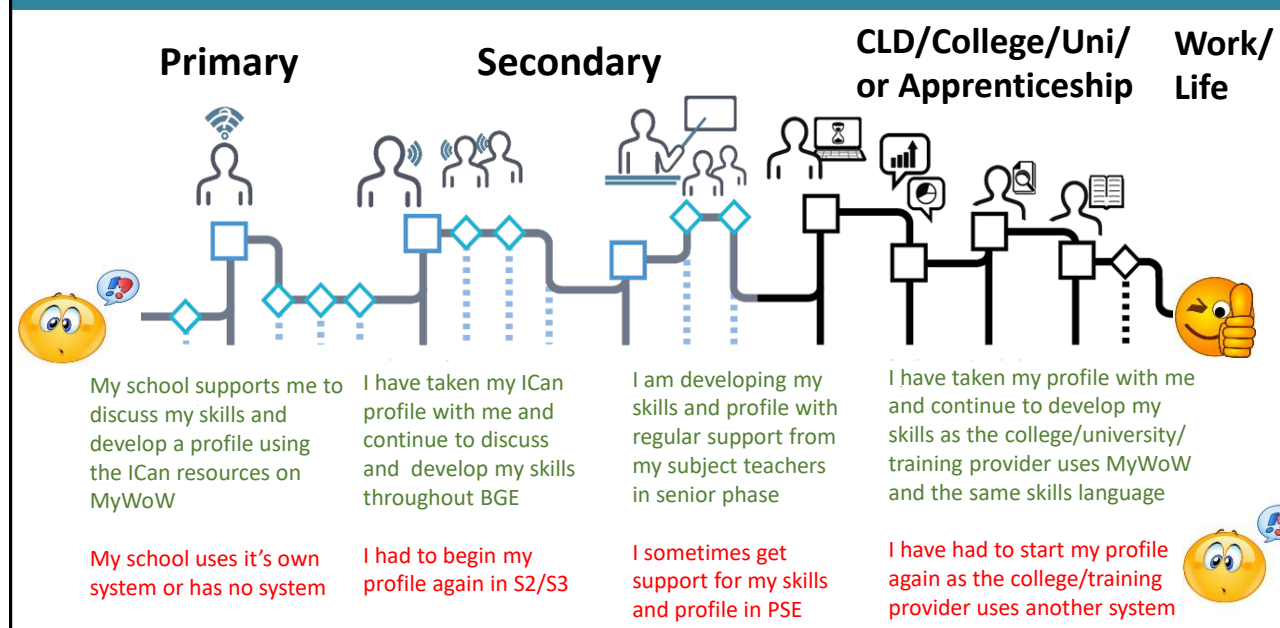 Primary
Secondary
CLD/College/Uni/
or Apprenticeship
Work/
Life
My school supports me to
discuss my skills and
develop a profile using
the ICan resources on
MyWoW
I have taken my ICan
profile with me and
continue to discuss
and develop my skills
throughout BGE
I am developing my
skills and profile with
regular support from
my subject teachers
in senior phase
I have taken my profile with me
and continue to develop my
skills as the college/university/
training provider uses MyWoW
and the same skills language
My school uses it’s own
system or has no system
I had to begin my
profile again in S2/S3
I sometimes get
support for my skills
and profile in PSE
I have had to start my profile
again as the college/training
provider uses another system